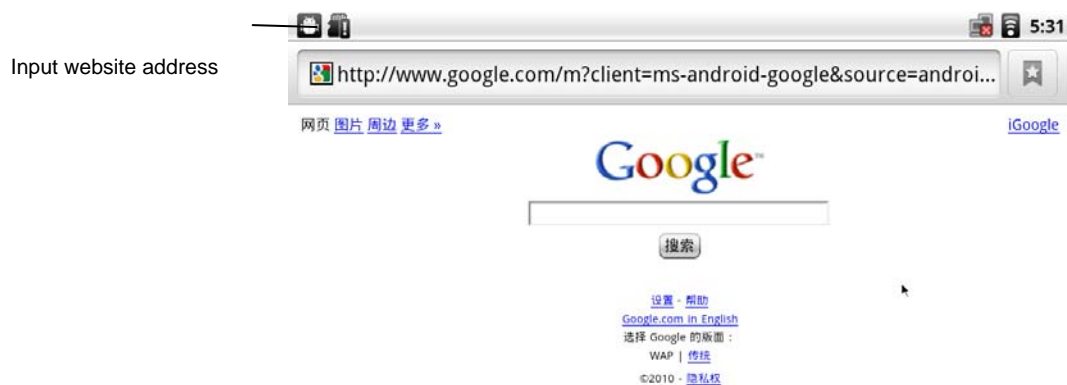 5:31
Input website address
http://www.google.com/m?client=ms-android-google&source=androi...
网页 图片 周边 更多 »
iGoogle
Google™
搜索
设置 - 帮助
Google.com in English
选择 Google 的版面：
WAP | 传统
©2010 - 隐私权